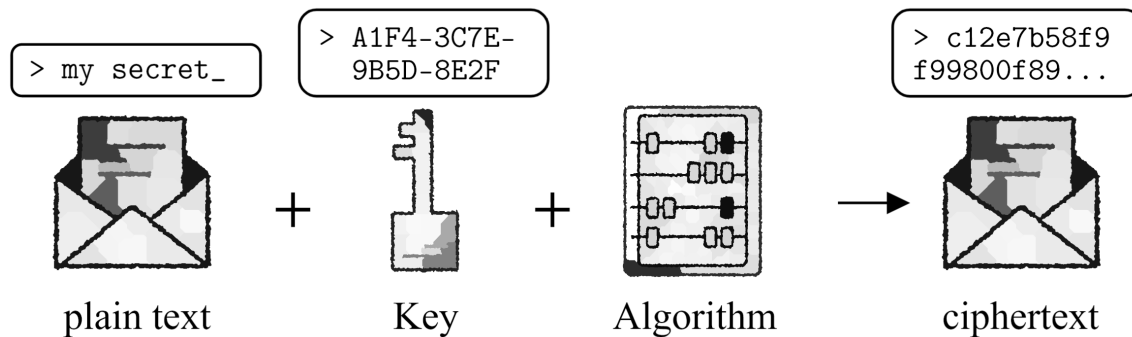 > my secret_
> A1F4-3C7E-
9B5D-8E2F
> c12e7b58f9
f99800f89...
+
+
plain text
Key
Algorithm
ciphertext